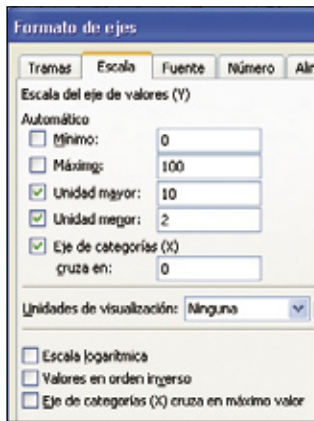 Formato de ejes
Tramas Escala Fuente Número
Escala del eje de valores (Y)
Automático
Mínimo: 0
Máximo: 100
Unidad mayor: 10
Unidad menor: 2
Eje de categorías (X)
cruza en: 0
Unidades de visualización: Ninguna
Escala logarítmica
Valores en orden inverso
Eje de categorías (X) cruza en máximo valor